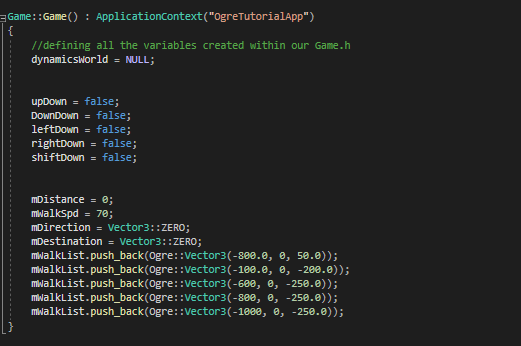 Game::Game() : ApplicationContext("OgreTutorialApp")
{
//defining all the variables created within our Game.h
dynamicsWorld = NULL;
upDown = false;
DownDown = false;
leftDown = false;
rightDown = false;
shiftDown = false;
mDistance = 0;
mWalkSpd = 70;
mDirection = Vector3::ZERO;
mDestination = Vector3::ZERO;
mWalkList.push_back(Ogre::Vector3(-800.0, 0, 50.0));
mWalkList.push_back(Ogre::Vector3(-100.0, 0, -200.0));
mWalkList.push_back(Ogre::Vector3(-600, 0, -250.0));
mWalkList.push_back(Ogre::Vector3(-800, 0, -250.0));
mWalkList.push_back(Ogre::Vector3(-1000, 0, -250.0));
}